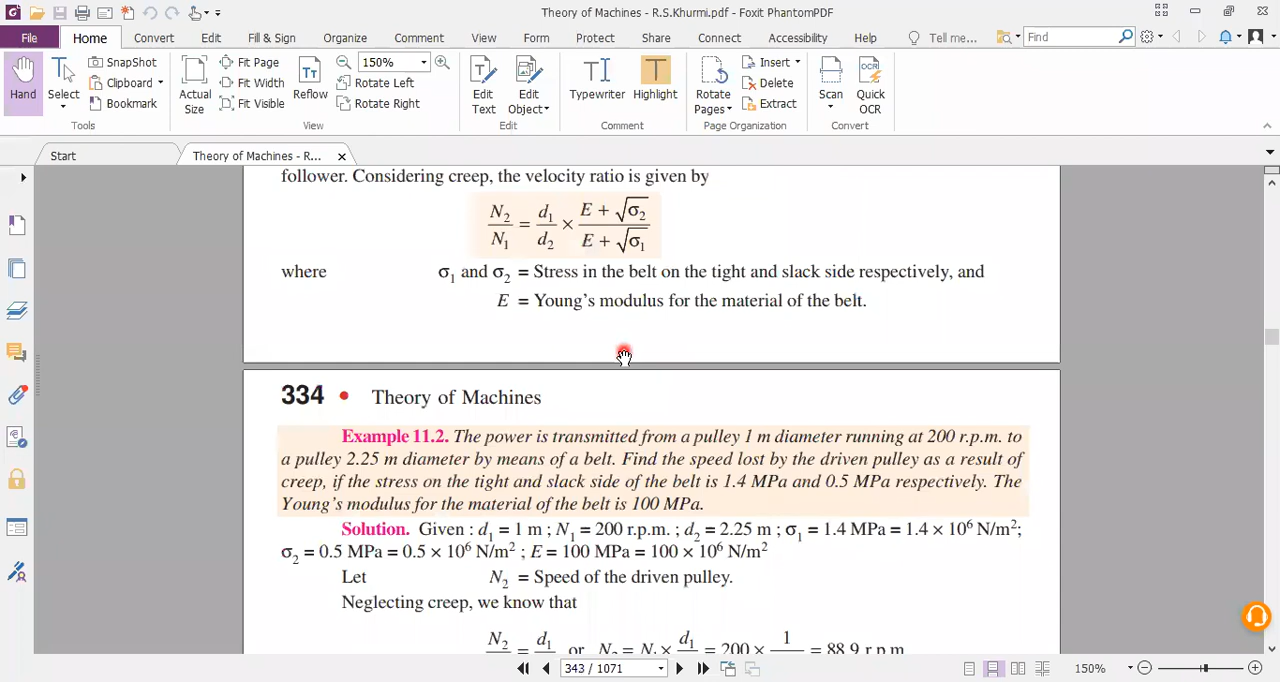 Theory of Machines - R.S.Khurmi.pdf - Foxit PhantomPDF
File Home Convert Edit Fill & Sign Organize Comment View Form Protect Share Connect Accessibility Help Tell me... Find
Hand
Select
SnapShot
Clipboard
Bookmark
Tools
Actual Size
Fit Page
Fit Width
Fit Visible
Reflow
150%
Rotate Left
Rotate Right
View
Edit Text
Edit Object
Edit
Typewriter
Highlight
Comment
Rotate Pages
Insert
Delete
Extract
Page Organization
Scan
Quick OCR
Convert
Start
Theory of Machines - R...
follower. Considering creep, the velocity ratio is given by
N₂/N₁ = d₁/d₂ × (E + √σ₂)/(E + √σ₁)
where σ₁ and σ₂ = Stress in the belt on the tight and slack side respectively, and
E = Young's modulus for the material of the belt.
334 • Theory of Machines
Example 11.2. The power is transmitted from a pulley 1 m diameter running at 200 r.p.m. to
a pulley 2.25 m diameter by means of a belt. Find the speed lost by the driven pulley as a result of
creep, if the stress on the tight and slack side of the belt is 1.4 MPa and 0.5 MPa respectively. The
Young's modulus for the material of the belt is 100 MPa.
Solution. Given : d₁ = 1 m ; N₁ = 200 r.p.m. ; d₂ = 2.25 m ; σ₁ = 1.4 MPa = 1.4 × 10⁶ N/m²;
σ₂ = 0.5 MPa = 0.5 × 10⁶ N/m² ; E = 100 MPa = 100 × 10⁶ N/m²
Let N₂ = Speed of the driven pulley.
Neglecting creep, we know that
N₂ = d₁ or N₂ = N₁ × d₁ = 200 × 1 = 88.9 r.p.m.
343 / 1071
150%